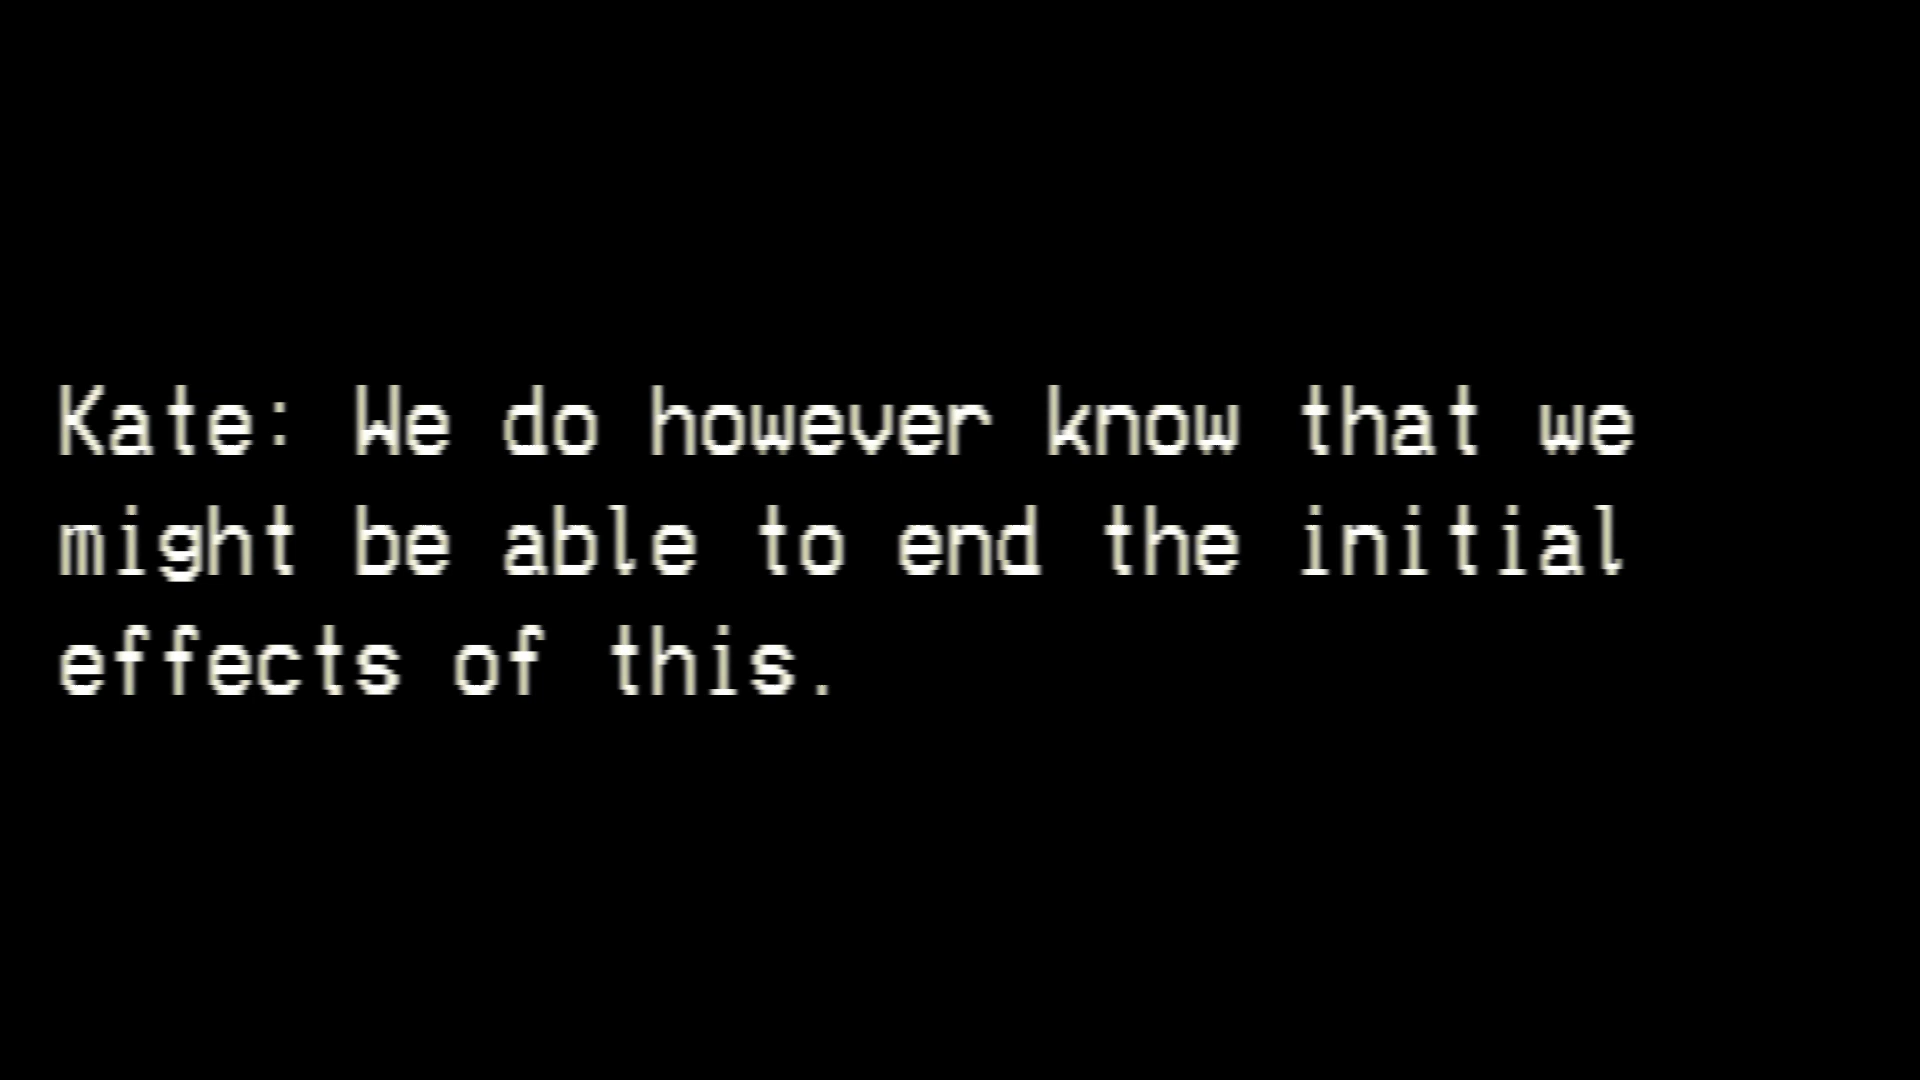 Kate: We do however know that we
might be able to end the initial
effects of this.